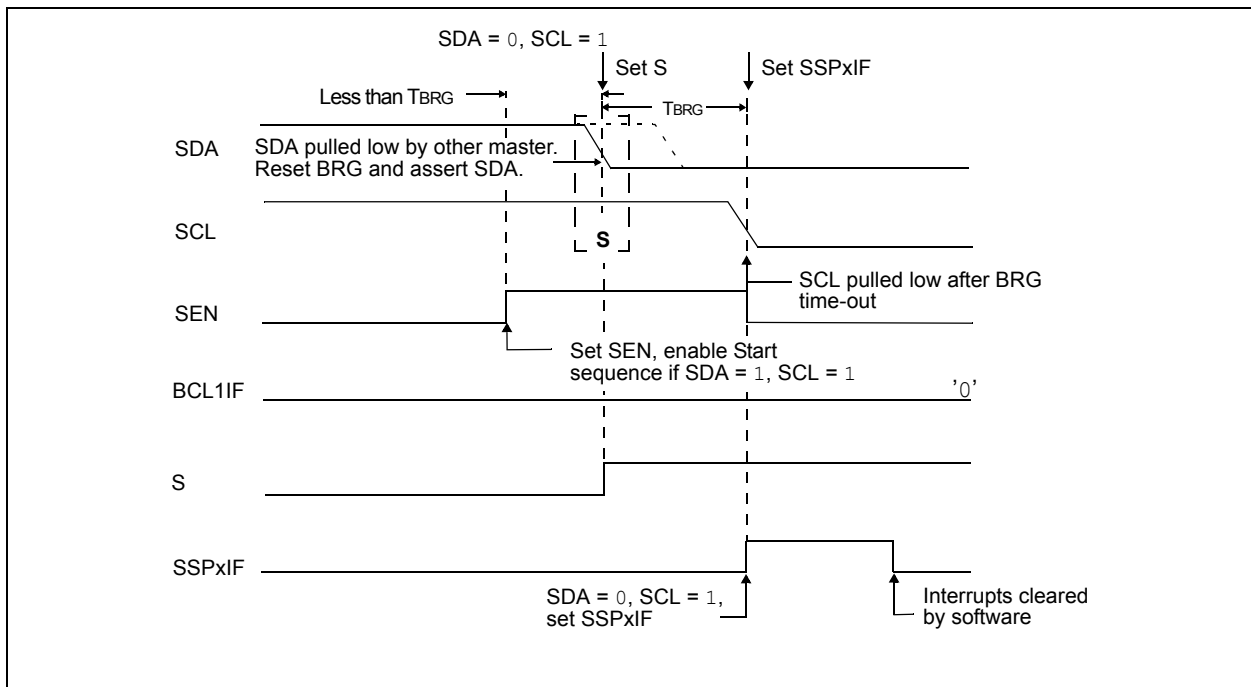 SDA = 0, SCL = 1
Set S
Set SSPxIF
Less than TBRG
TBRG
SDA
SDA pulled low by other master.
Reset BRG and assert SDA.
SCL
S
SCL pulled low after BRG
time-out
SEN
Set SEN, enable Start
sequence if SDA = 1, SCL = 1
BCL1IF
’0’
S
SSPxIF
SDA = 0, SCL = 1,
set SSPxIF
Interrupts cleared
by software